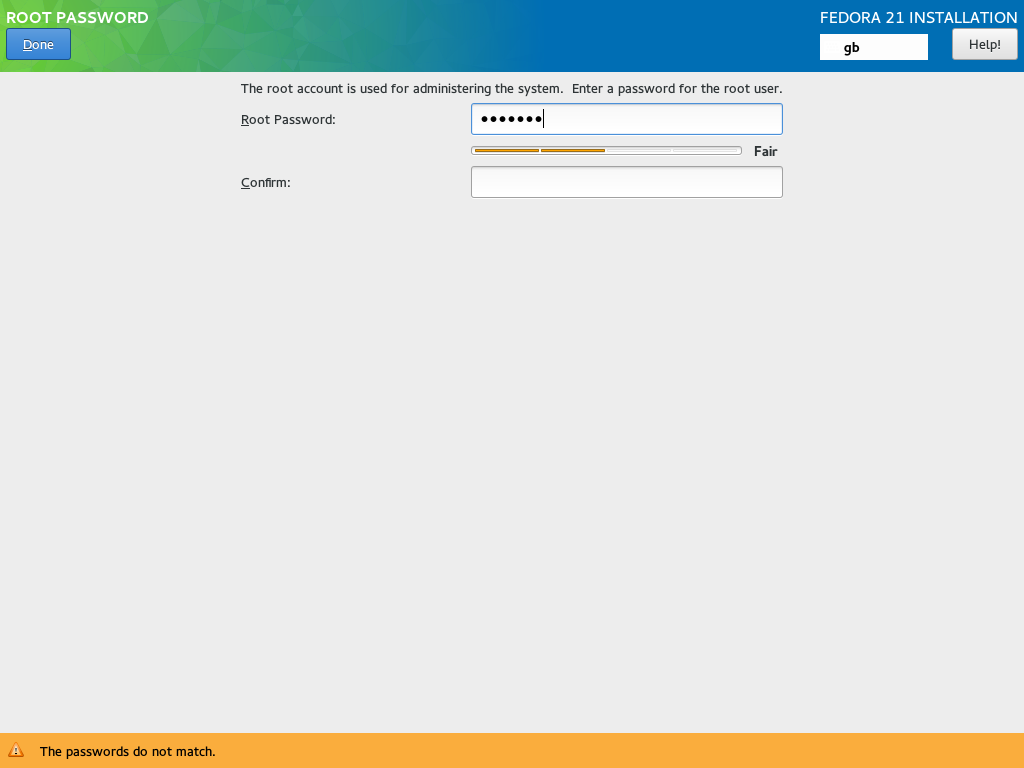 ROOT PASSWORD
FEDORA 21 INSTALLATION
Done
gb
Help!
The root account is used for administering the system.  Enter a password for the root user.
Root Password:
•••••••
Fair
Confirm:
The passwords do not match.